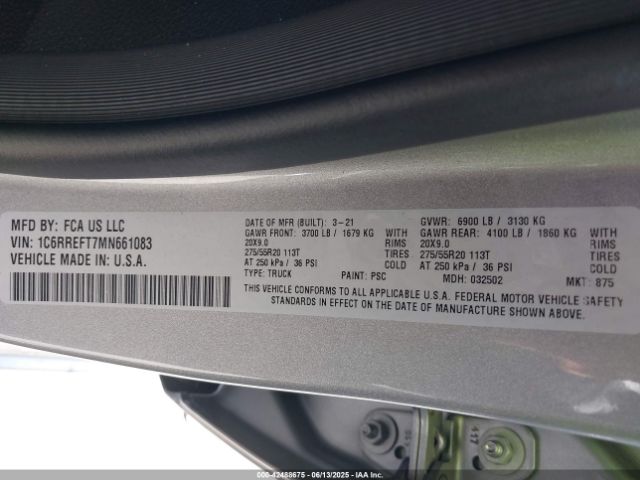 MFD BY: FCA US LLC
VIN: 1C6RREFT7MN661083
VEHICLE MADE IN: U.S.A.
DATE OF MFR (BUILT): 3-21
GAWR FRONT: 3700 LB / 1679 KG WITH
20X9.0 RIMS
275/55R20 113T TIRES
AT 250 kPa / 36 PSI COLD
TYPE: TRUCK PAINT: PSC
GVWR: 6900 LB / 3130 KG
GAWR REAR: 4100 LB / 1860 KG WITH
20X9.0 RIMS
275/55R20 113T TIRES
AT 250 kPa / 36 PSI COLD
MDH: 032502 MKT: 875
THIS VEHICLE CONFORMS TO ALL APPLICABLE U.S.A. FEDERAL MOTOR VEHICLE SAFETY
STANDARDS IN EFFECT ON THE DATE OF MANUFACTURE SHOWN ABOVE.
000-42488675 - 06/13/2025 - IAAI.COM